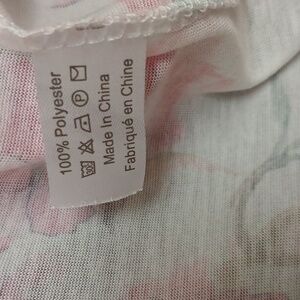 100% Polyester
Made In China
Fabriqué en Chine